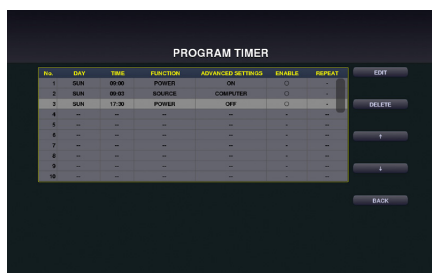 PROGRAM TIMER
No. DAY TIME FUNCTION ADVANCED SETTINGS ENABLE REPEAT EDIT
1 SUN 09:00 POWER ON ○ -
2 SUN 09:03 SOURCE COMPUTER ○ -
3 SUN 17:30 POWER OFF ○ - DELETE
4 -- -- -- -- - --
5 -- -- -- -- - --
6 -- -- -- -- - -- ↑
7 -- -- -- -- - --
8 -- -- -- -- - --
9 -- -- -- -- - -- ↓
10 -- -- -- -- - --
BACK